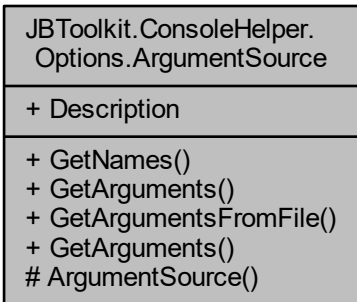 JBToolkit.ConsoleHelper.
Options.ArgumentSource
+ Description
+ GetNames()
+ GetArguments()
+ GetArgumentsFromFile()
+ GetArguments()
# ArgumentSource()